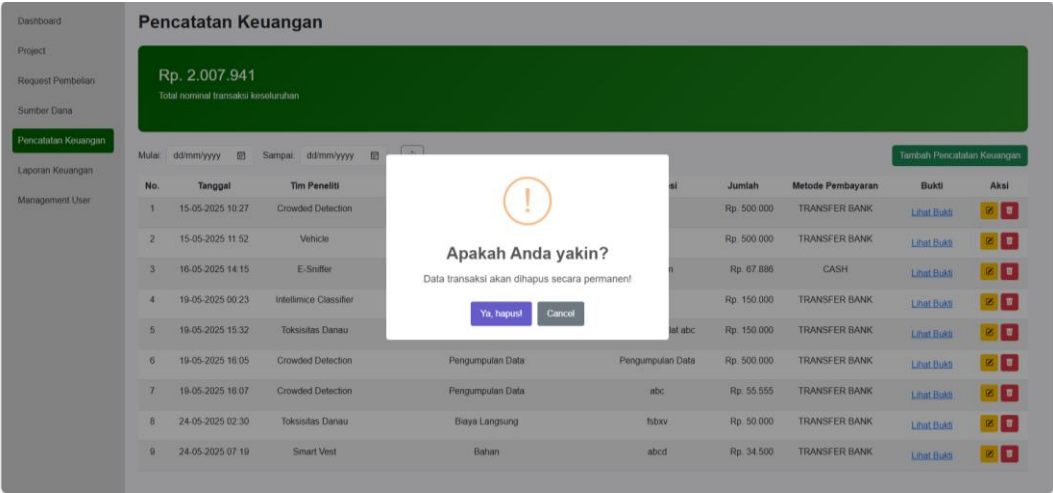 Dashboard
Project
Request Pembelian
Sumber Dana
Pencatatan Keuangan
Laporan Keuangan
Management User
Pencatatan Keuangan
Rp. 2.007.941
Total nominal transaksi keseluruhan
Mulai: dd/mm/yyyy Sampai: dd/mm/yyyy
Tambah Pencatatan Keuangan
No. Tanggal Tim Peneliti si Jumlah Metode Pembayaran Bukti Aksi
1 15-05-2025 10:27 Crowded Detection Rp. 500.000 TRANSFER BANK Lihat Bukti
2 15-05-2025 11:52 Vehicle Rp. 500.000 TRANSFER BANK Lihat Bukti
3 16-05-2025 14:15 E-Sniffer n Rp. 67.886 CASH Lihat Bukti
4 19-05-2025 00:23 Intellimice Classifier Rp. 150.000 TRANSFER BANK Lihat Bukti
5 19-05-2025 15:32 Toksisitas Danau lat abc Rp. 150.000 TRANSFER BANK Lihat Bukti
6 19-05-2025 16:05 Crowded Detection Pengumpulan Data Pengumpulan Data Rp. 500.000 TRANSFER BANK Lihat Bukti
7 19-05-2025 16:07 Crowded Detection Pengumpulan Data abc Rp. 55.555 TRANSFER BANK Lihat Bukti
8 24-05-2025 02:30 Toksisitas Danau Biaya Langsung fsbxv Rp. 50.000 TRANSFER BANK Lihat Bukti
9 24-05-2025 07:19 Smart Vest Bahan abcd Rp. 34.500 TRANSFER BANK Lihat Bukti
!
Apakah Anda yakin?
Data transaksi akan dihapus secara permanen!
Ya, hapus! Cancel